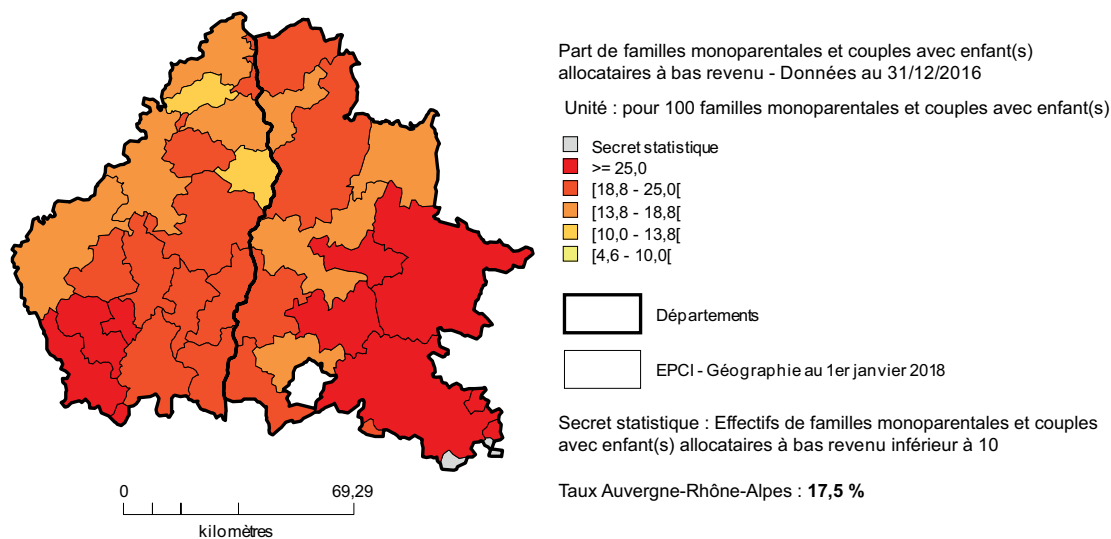 Part de familles monoparentales et couples avec enfant(s)
allocataires à bas revenu - Données au 31/12/2016
Unité : pour 100 familles monoparentales et couples avec enfant(s)
Secret statistique
>= 25,0
[18,8 - 25,0[
[13,8 - 18,8[
[10,0 - 13,8[
[4,6 - 10,0[
Départements
EPCI - Géographie au 1er janvier 2018
Secret statistique : Effectifs de familles monoparentales et couples
avec enfant(s) allocataires à bas revenu inférieur à 10
Taux Auvergne-Rhône-Alpes : 17,5 %
0 69,29
kilomètres